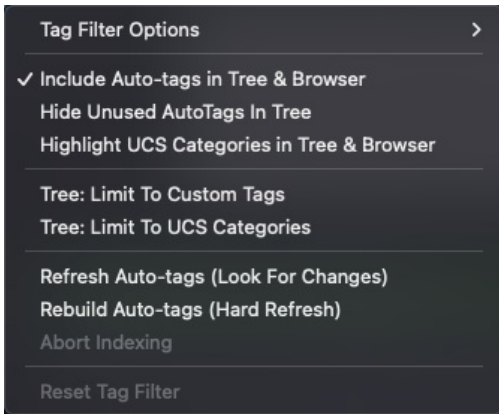 Tag Filter Options
Include Auto-tags in Tree & Browser
Hide Unused AutoTags In Tree
Highlight UCS Categories in Tree & Browser
Tree: Limit To Custom Tags
Tree: Limit To UCS Categories
Refresh Auto-tags (Look For Changes)
Rebuild Auto-tags (Hard Refresh)
Abort Indexing
Reset Tag Filter